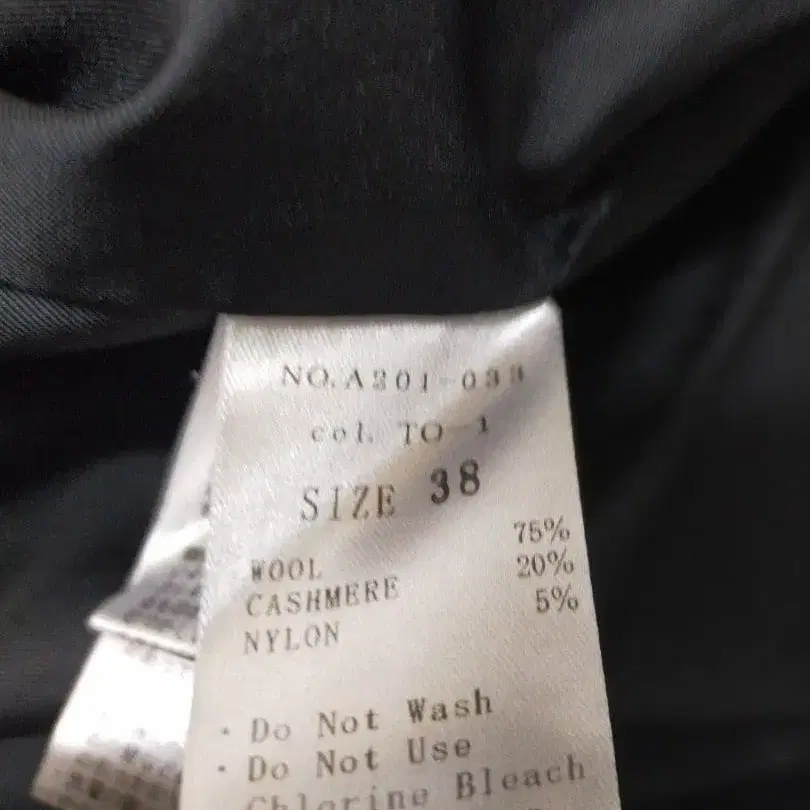 NO.A201-033
col. TO-1
SIZE 38
WOOL 75%
CASHMERE 20%
NYLON 5%
· Do Not Wash
· Do Not Use
Chlorine Bleach